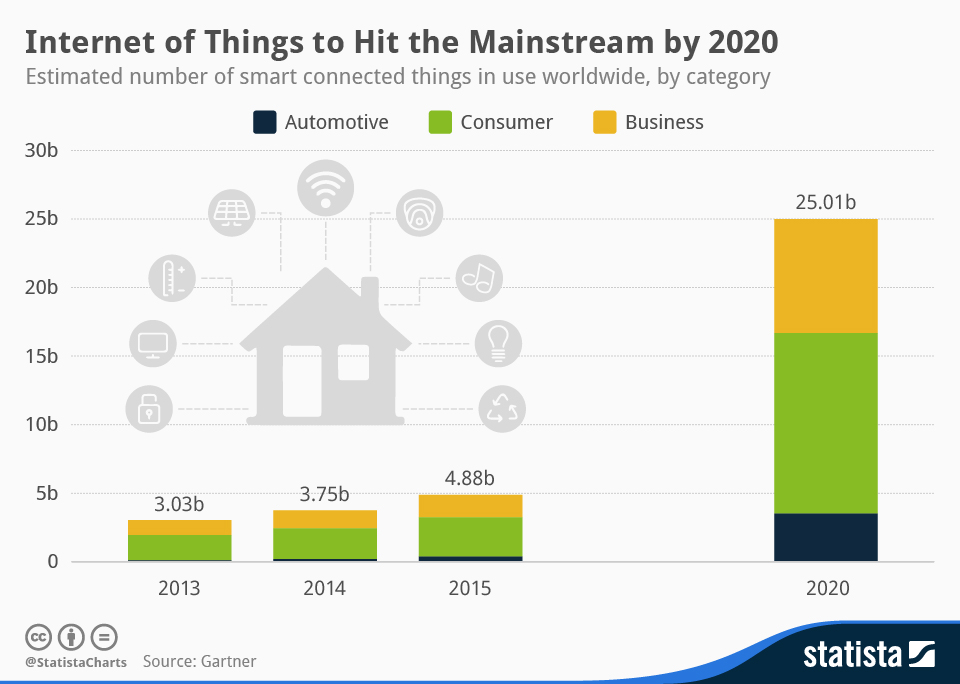 Internet of Things to Hit the Mainstream by 2020
Estimated number of smart connected things in use worldwide, by category
Automotive Consumer Business
30b
25b
20b
15b
10b
5b
0
3.03b
3.75b
4.88b
25.01b
2013 2014 2015 2020
cc
@StatistaCharts Source: Gartner
statista